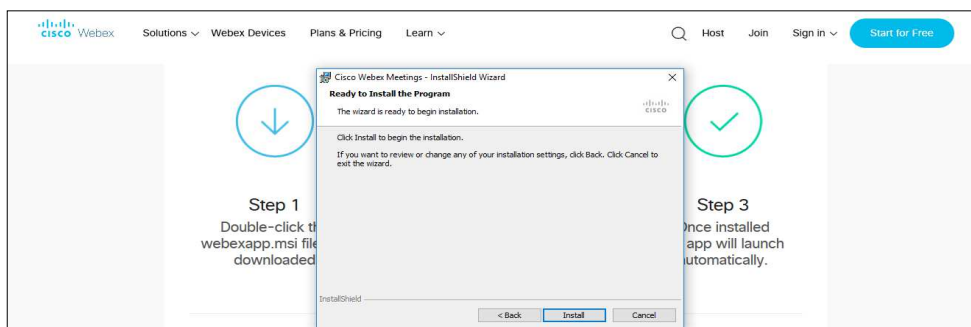 cisco Webex Solutions Webex Devices Plans & Pricing Learn Host Join Sign in Start for Free
Cisco Webex Meetings - InstallShield Wizard
Ready to Install the Program
The wizard is ready to begin installation.
cisco
Click Install to begin the installation.
If you want to review or change any of your installation settings, click Back. Click Cancel to
exit the wizard.
InstallShield
< Back Install Cancel
Step 1
Double-click th
webexapp.msi file
downloaded
Step 3
Once installed
app will launch
automatically.